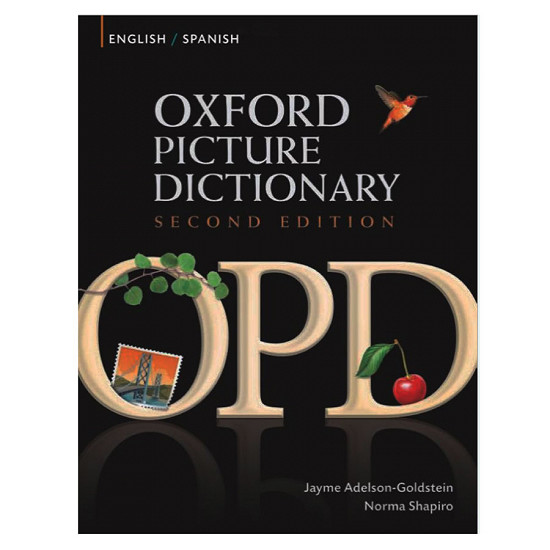 ENGLISH / SPANISH
OXFORD
PICTURE
DICTIONARY
SECOND EDITION
OPD
Jayme Adelson-Goldstein
Norma Shapiro